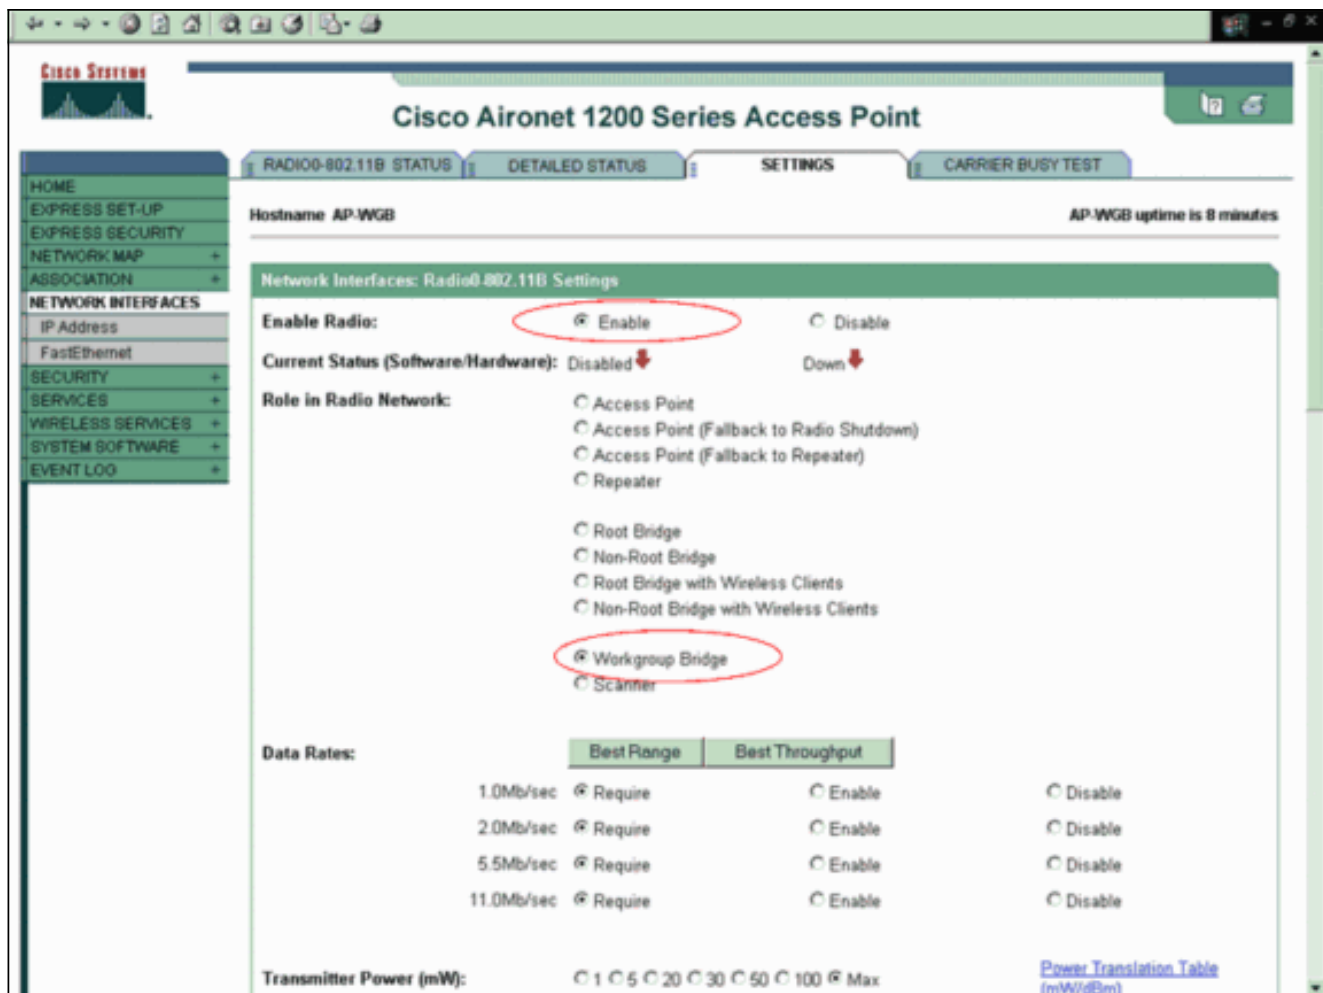 CISCO SYSTEMS
Cisco Aironet 1200 Series Access Point
RADIO0-802.11B STATUS DETAILED STATUS SETTINGS CARRIER BUSY TEST
HOME
EXPRESS SET-UP
EXPRESS SECURITY
NETWORK MAP +
ASSOCIATION +
NETWORK INTERFACES
IP Address
FastEthernet
SECURITY +
SERVICES +
WIRELESS SERVICES +
SYSTEM SOFTWARE +
EVENT LOG +
Hostname AP-WGB AP-WGB uptime is 8 minutes
Network Interfaces: Radio0-802.11B Settings
Enable Radio: Enable Disable
Current Status (Software/Hardware): Disabled Down
Role in Radio Network: Access Point
Access Point (Fallback to Radio Shutdown)
Access Point (Fallback to Repeater)
Repeater
Root Bridge
Non-Root Bridge
Root Bridge with Wireless Clients
Non-Root Bridge with Wireless Clients
Workgroup Bridge
Scanner
Data Rates: Best Range Best Throughput
1.0Mb/sec Require Enable Disable
2.0Mb/sec Require Enable Disable
5.5Mb/sec Require Enable Disable
11.0Mb/sec Require Enable Disable
Transmitter Power (mW): 1 5 20 30 50 100 Max Power Translation Table
(mW/dBm)